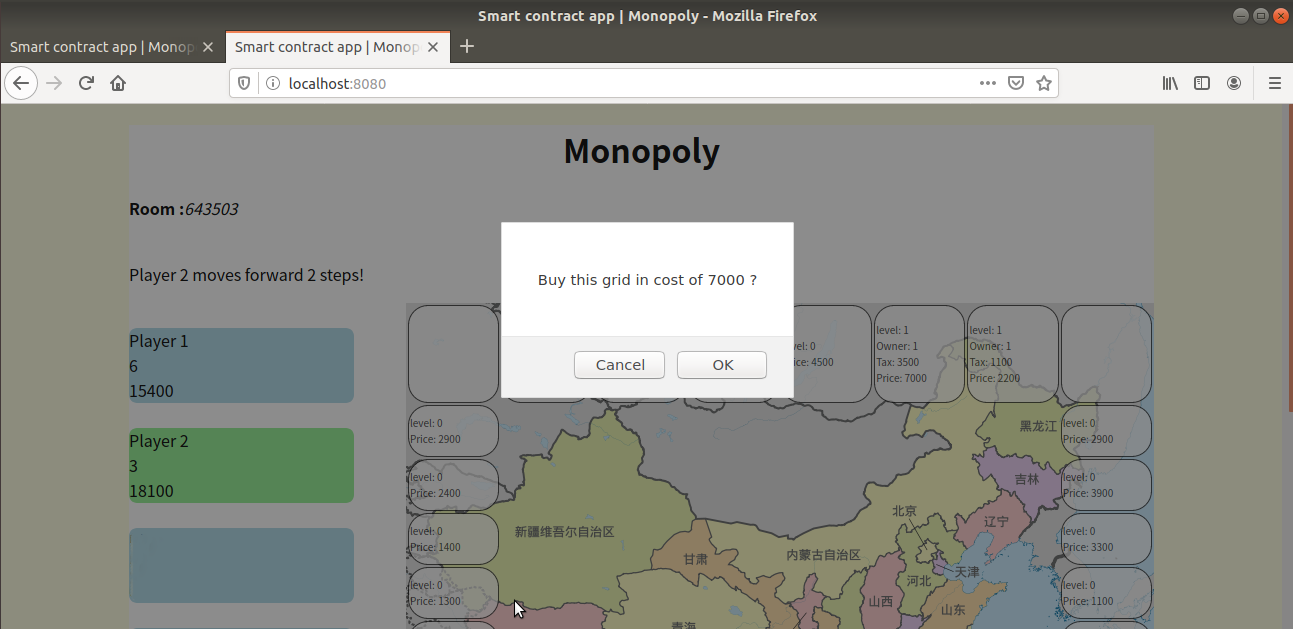 Smart contract app | Monopoly - Mozilla Firefox
Smart contract app | Monop
Smart contract app | Monop
localhost:8080
Monopoly
Room :643503
Player 2 moves forward 2 steps!
Buy this grid in cost of 7000 ?
Cancel
OK
Player 1
6
15400
Player 2
3
18100
4500
level: 1
Owner: 1
Tax: 3500
Price: 7000
level: 1
Owner: 1
Tax: 1100
Price: 2200
level: 0
Price: 2900
level: 0
Price: 2400
level: 0
Price: 1400
level: 0
Price: 1300
level: 0
Price: 2900
level: 0
Price: 3900
level: 0
Price: 3300
level: 0
Price: 1100
黑龙江
吉林
辽宁
北京
新疆维吾尔自治区
甘肃
内蒙古自治区
天津
河北
山西
山东